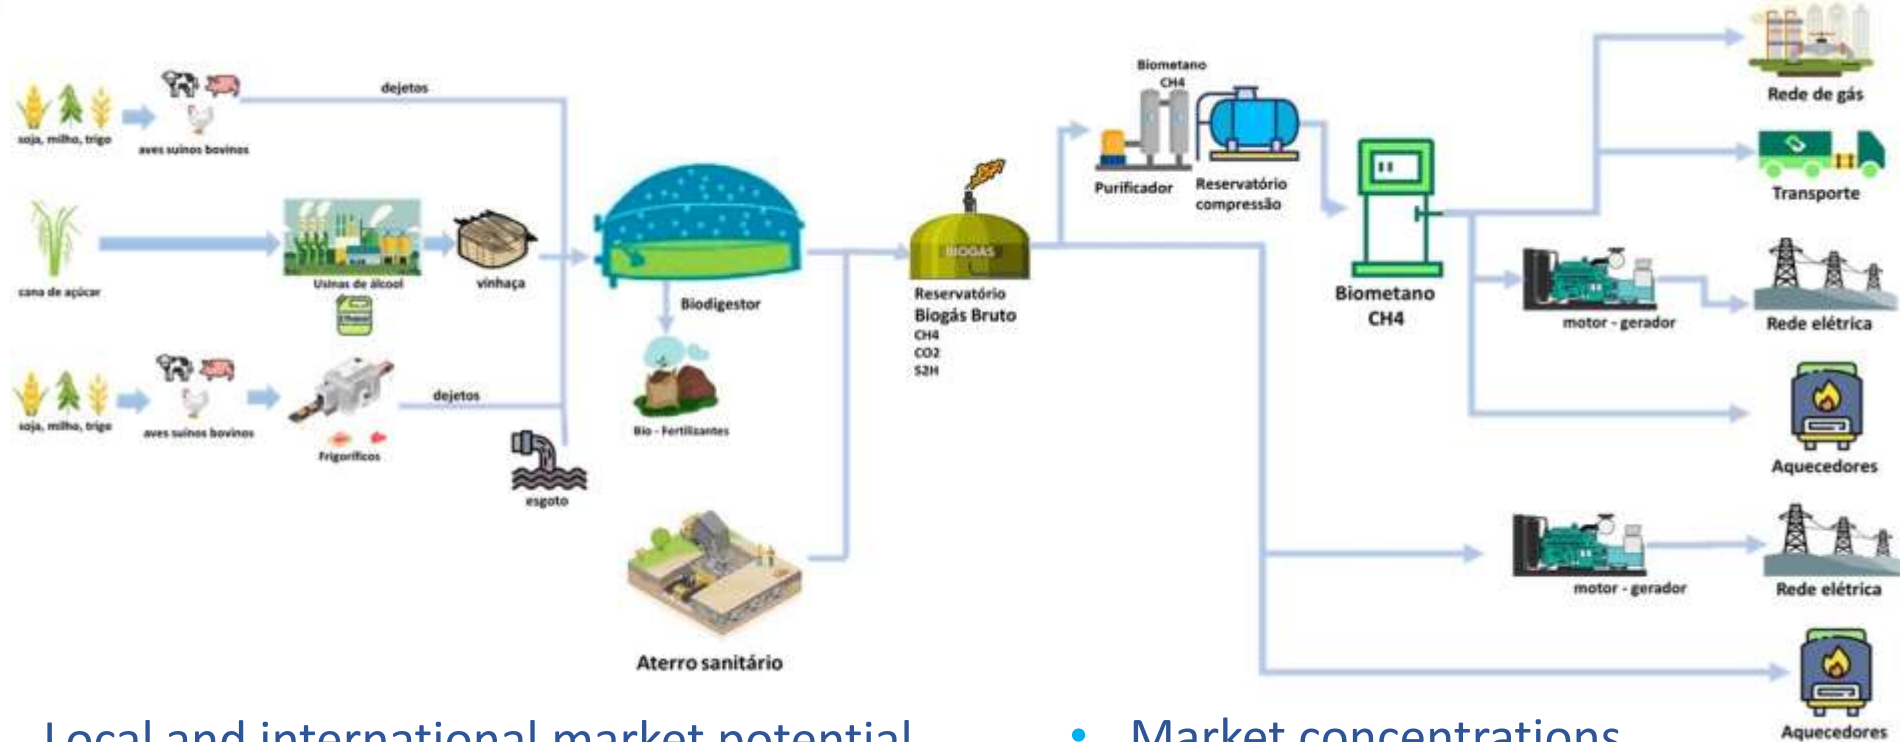 dejetos
soja, milho, trigo
aves suínos bovinos
cana de açúcar
Usinas de álcool
Ethanol
vinhaça
soja, milho, trigo
aves suínos bovinos
Frigoríficos
dejetos
esgoto
Biodigestor
Bio - Fertilizantes
Aterro sanitário
BIOGÁS
Reservatório
Biogás Bruto
CH4
CO2
S2H
Biometano
CH4
Purificador
Reservatório
compressão
Biometano
CH4
Rede de gás
Transporte
motor - gerador
Rede elétrica
Aquecedores
motor - gerador
Rede elétrica
Aquecedores
Local and international market potential
• Market concentrations